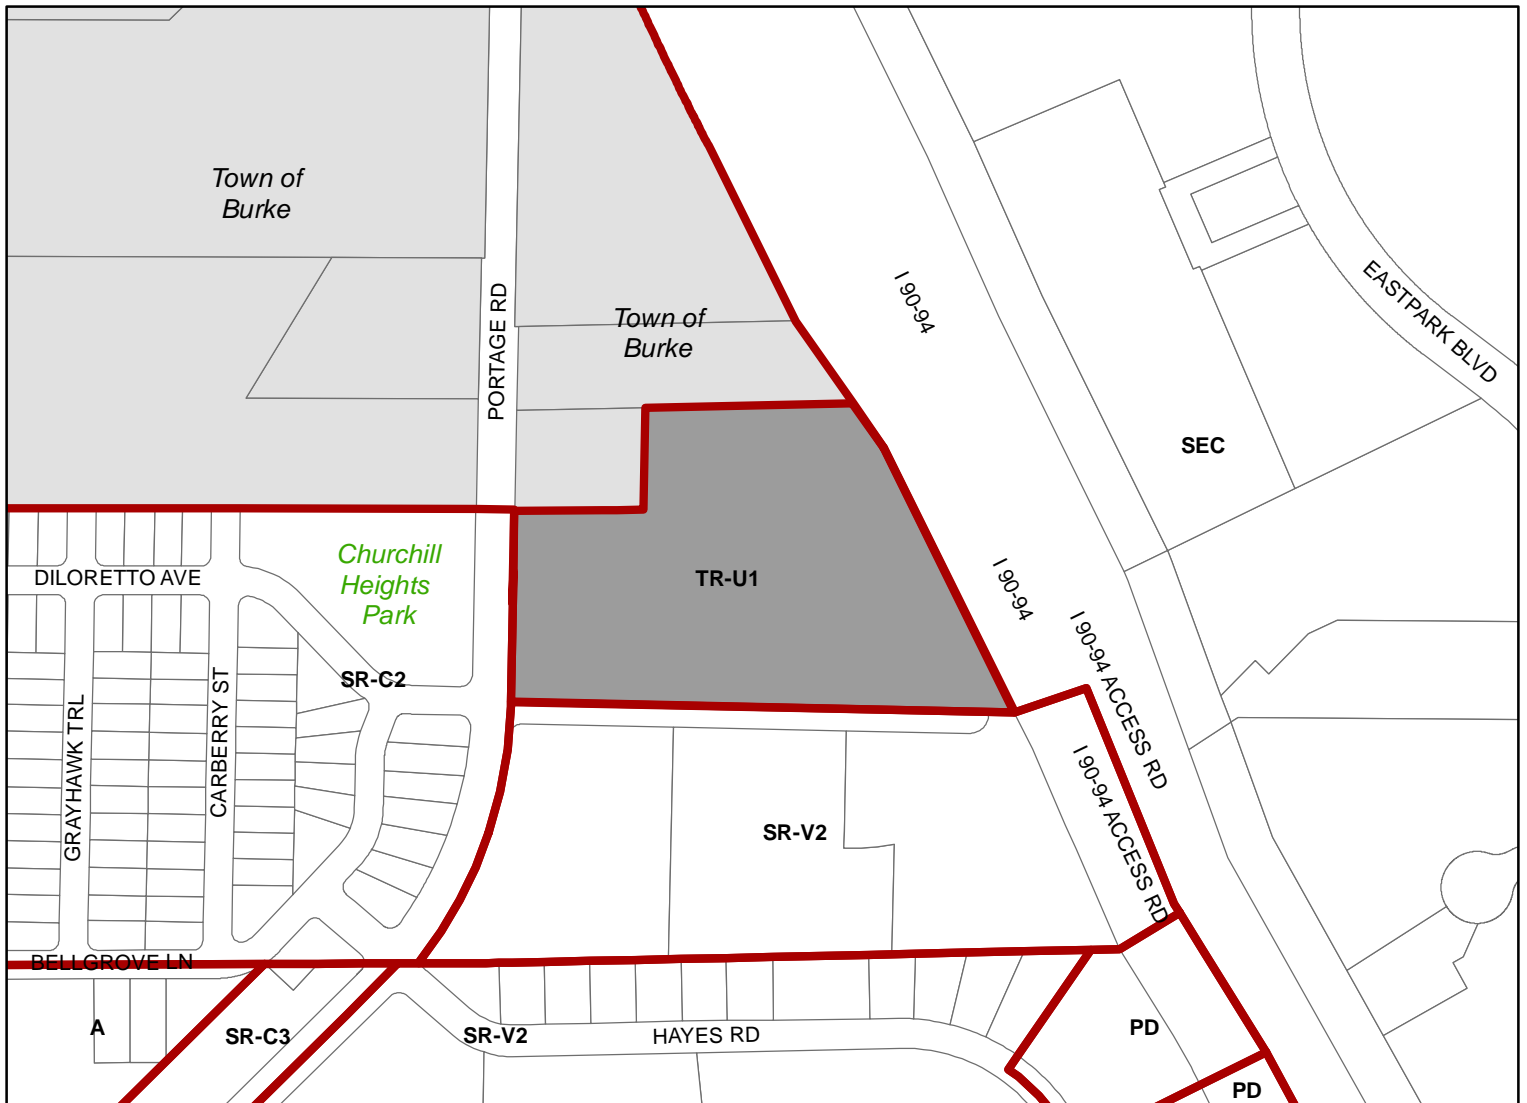 Town of
Burke
I 90-94
EASTPARK BLVD
PORTAGE RD
Town of
Burke
SEC
Churchill
Heights
Park
DILORETTO AVE
TR-U1
I 90-94
I 90-94 ACCESS RD
SR-C2
GRAYHAWK TRL
CARBERRY ST
I 90-94 ACCESS RD
SR-V2
BELLGROVE LN
A
SR-C3
SR-V2
HAYES RD
PD
PD